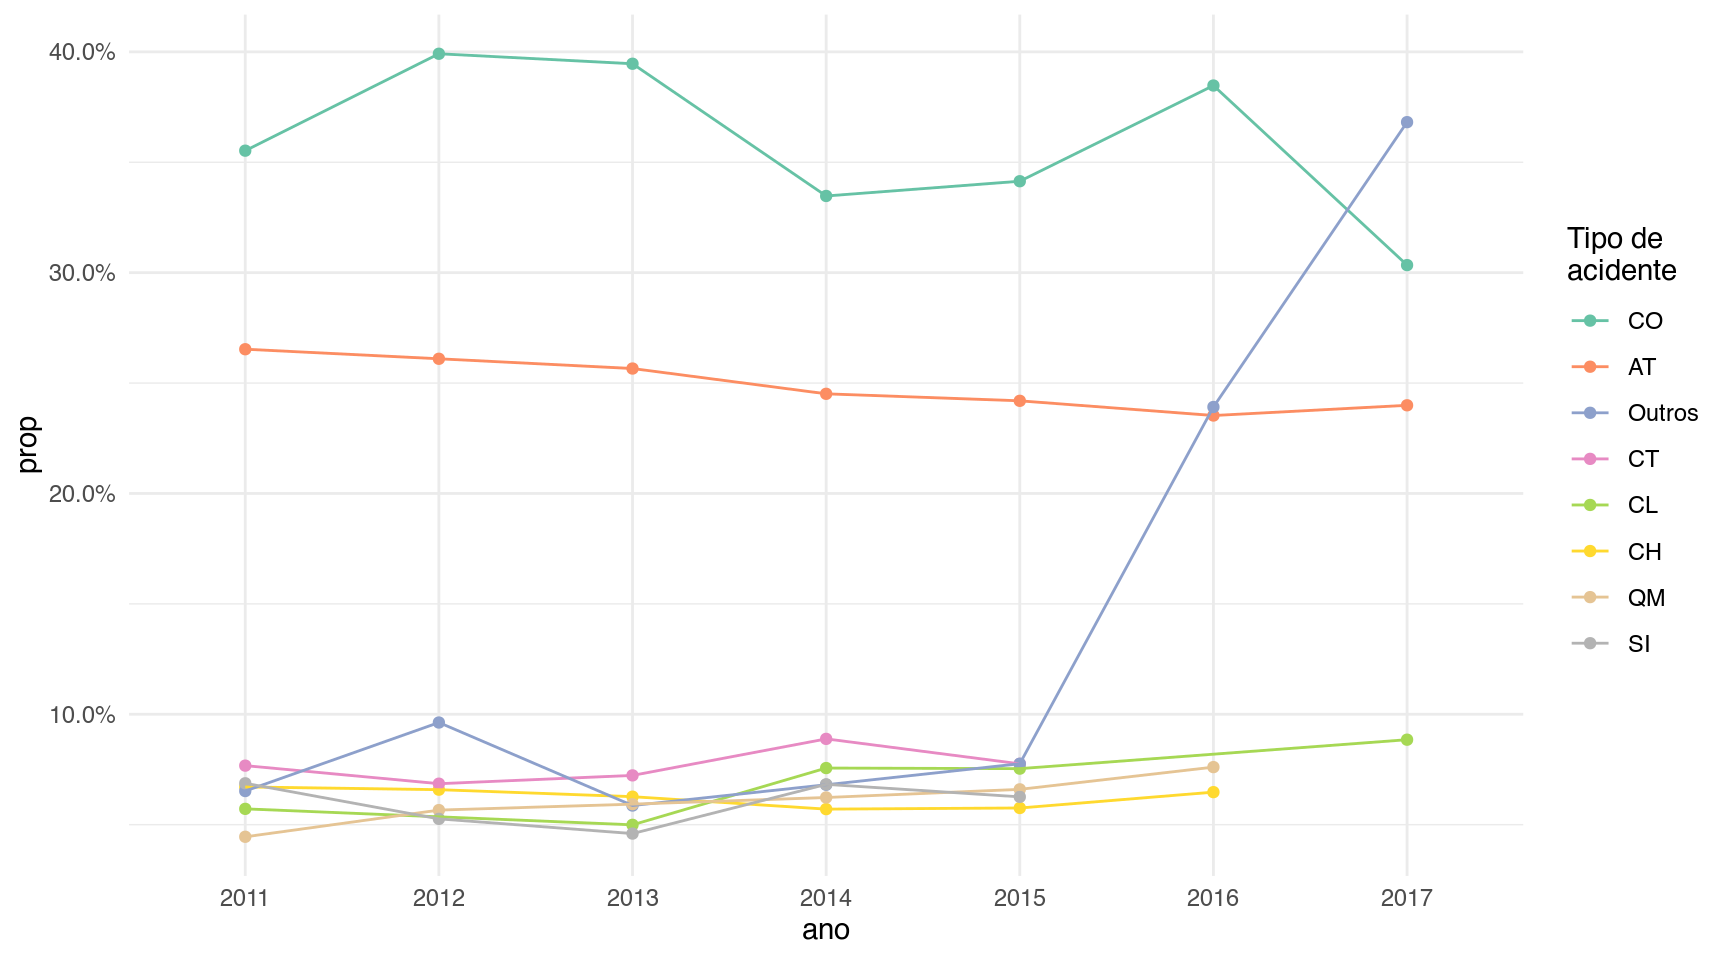 40.0%
30.0%
20.0%
10.0%
prop
2011 2012 2013 2014 2015 2016 2017
ano
Tipo de
acidente
CO
AT
Outros
CT
CL
CH
QM
SI